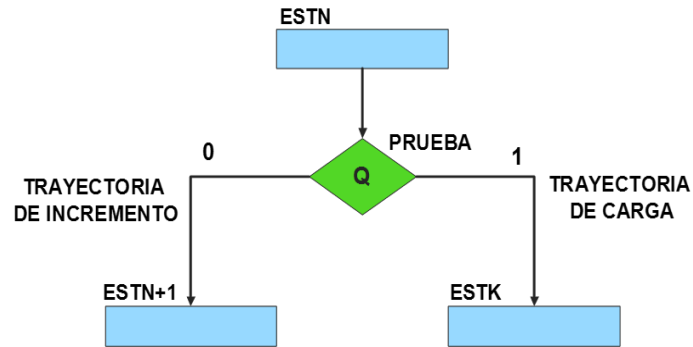 ESTN
PRUEBA
Q
0
1
TRAYECTORIA
DE INCREMENTO
TRAYECTORIA
DE CARGA
ESTN+1
ESTK